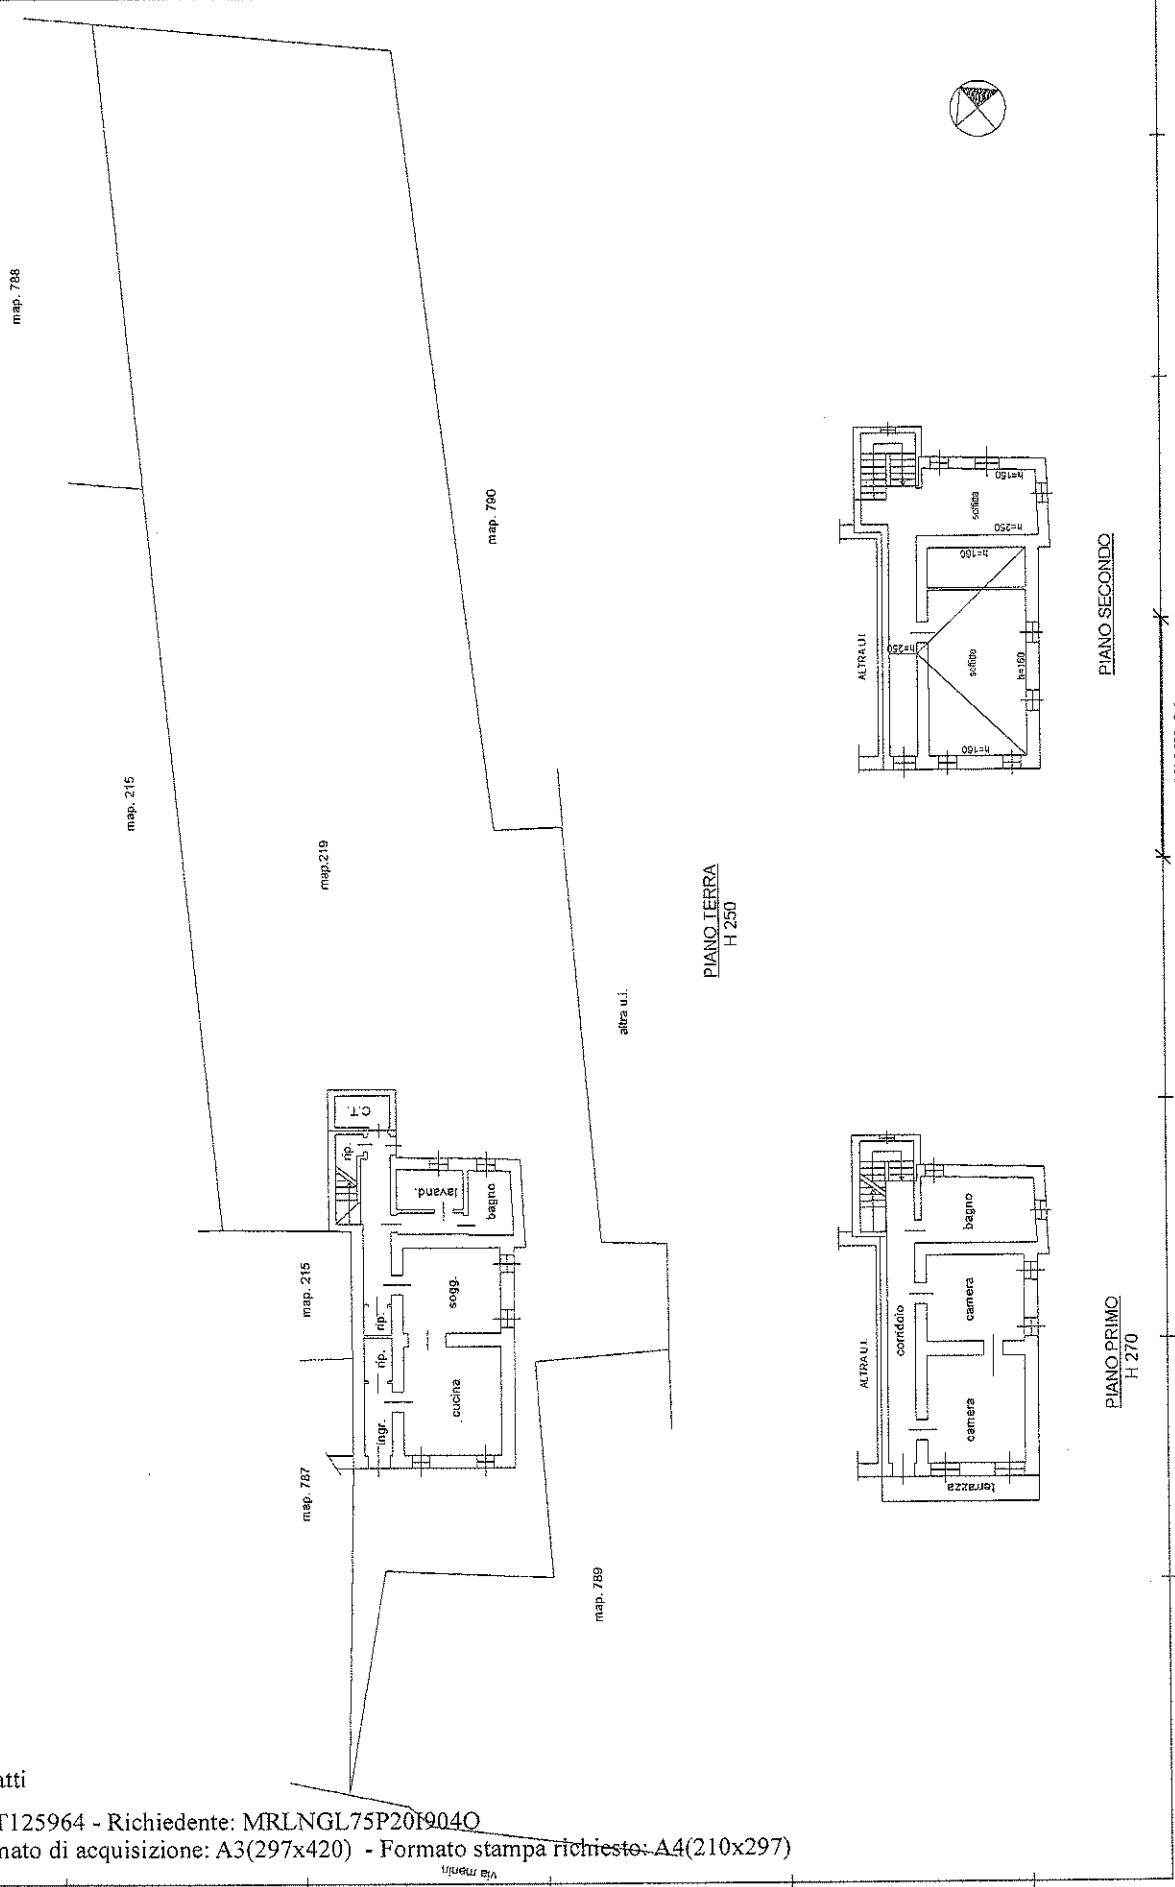 map. 788
map. 215
map. 790
map.219
altra u.i.
PIANO TERRA
H 250
C.T.
rip.
lavand.
bagno
map. 215
sogg.
rip.
rip.
cucina
ingr.
map. 787
map. 789
ALTRA U.I.
soffitta
h=150
h=250
h=160
h=250
soffitta
h=160
h=160
PIANO SECONDO
ALTRA U.I.
corridoio
bagno
camera
camera
terrazza
PIANO PRIMO
H 270
atti
T125964 - Richiedente: MRLNGL75P20I904O
mato di acquisizione: A3(297x420) - Formato stampa richiesto: A4(210x297)
via menin